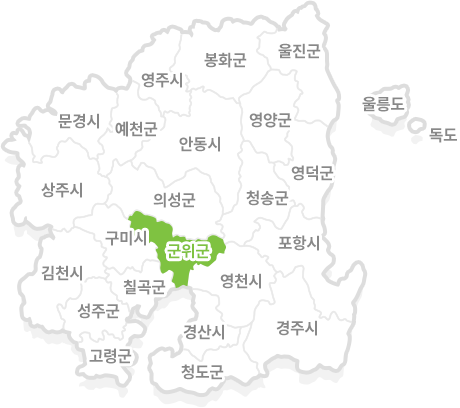 울진군
봉화군
영주시
울릉도
문경시
예천군
영양군
독도
안동시
영덕군
상주시
의성군
청송군
구미시
포항시
군위군
김천시
영천시
칠곡군
성주군
경주시
경산시
고령군
청도군